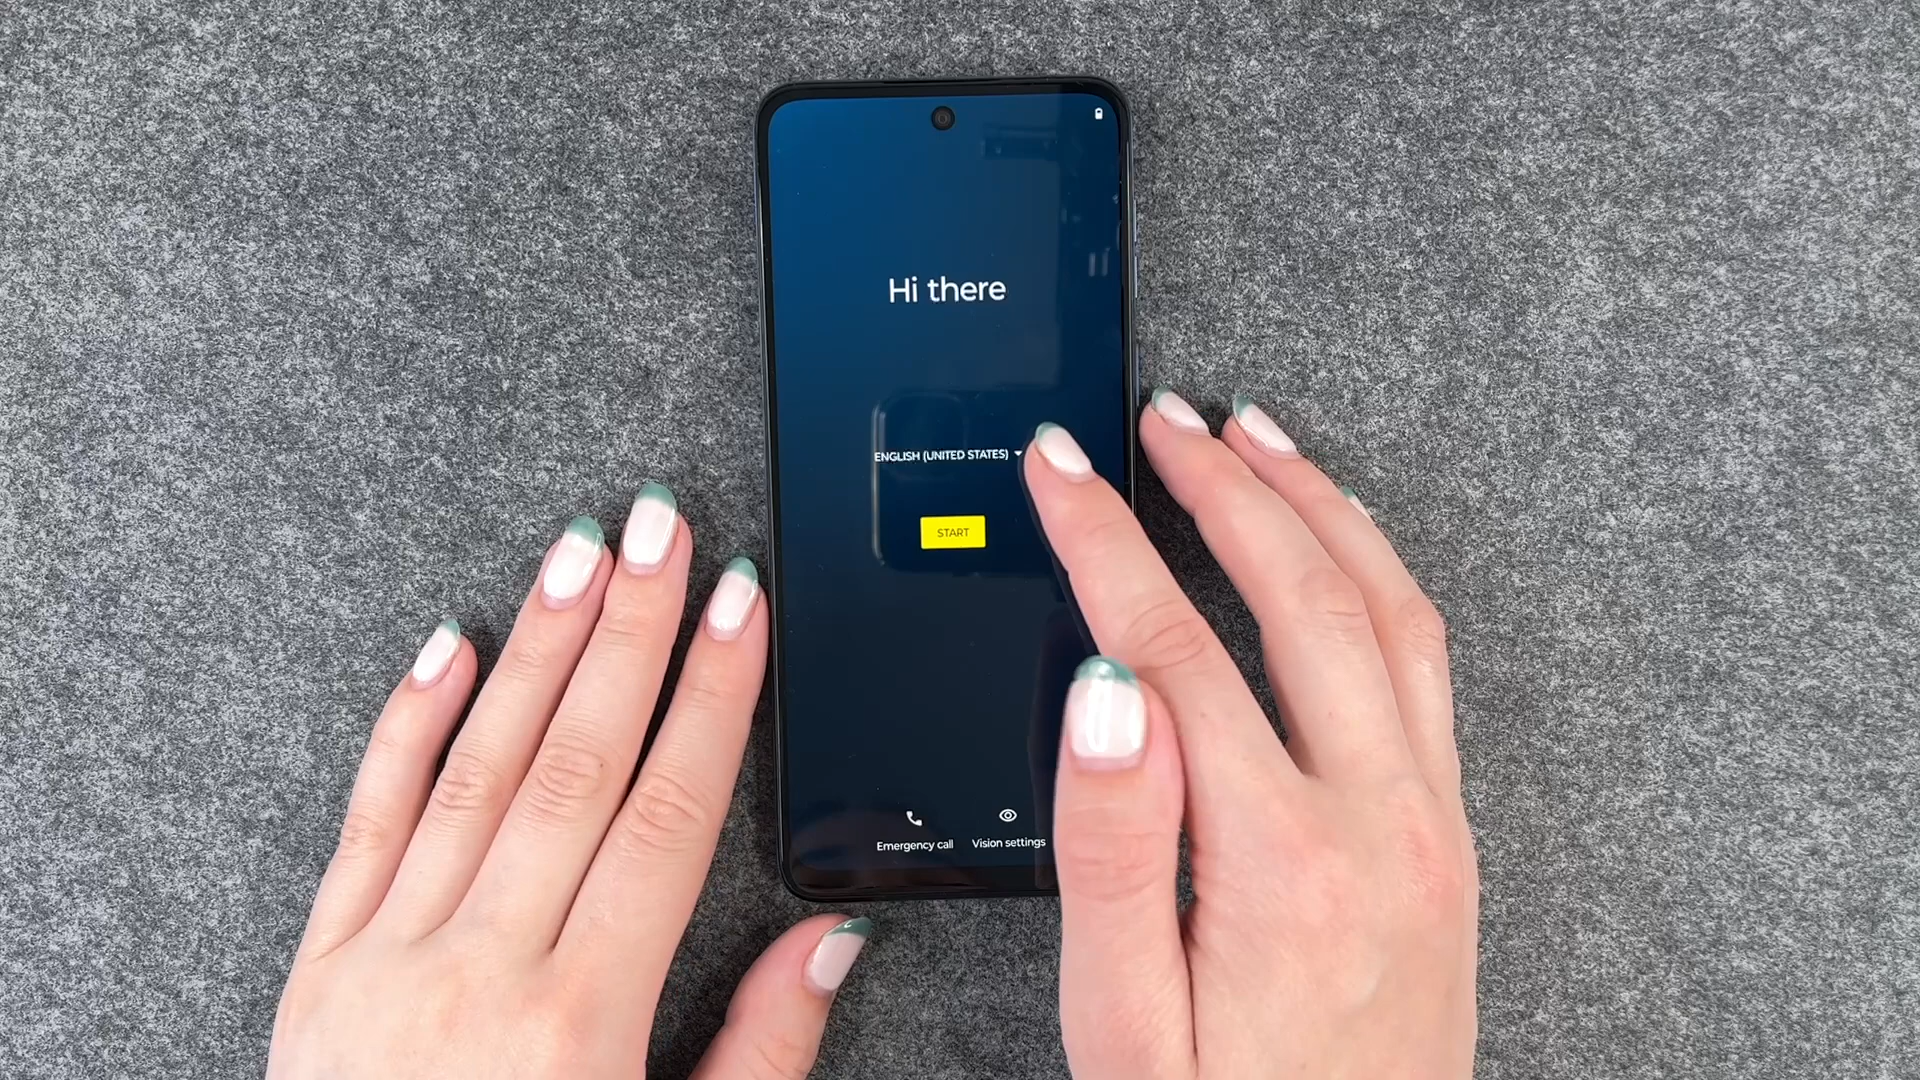 Hi there
ENGLISH (UNITED STATES)
START
Emergency call
Vision settings